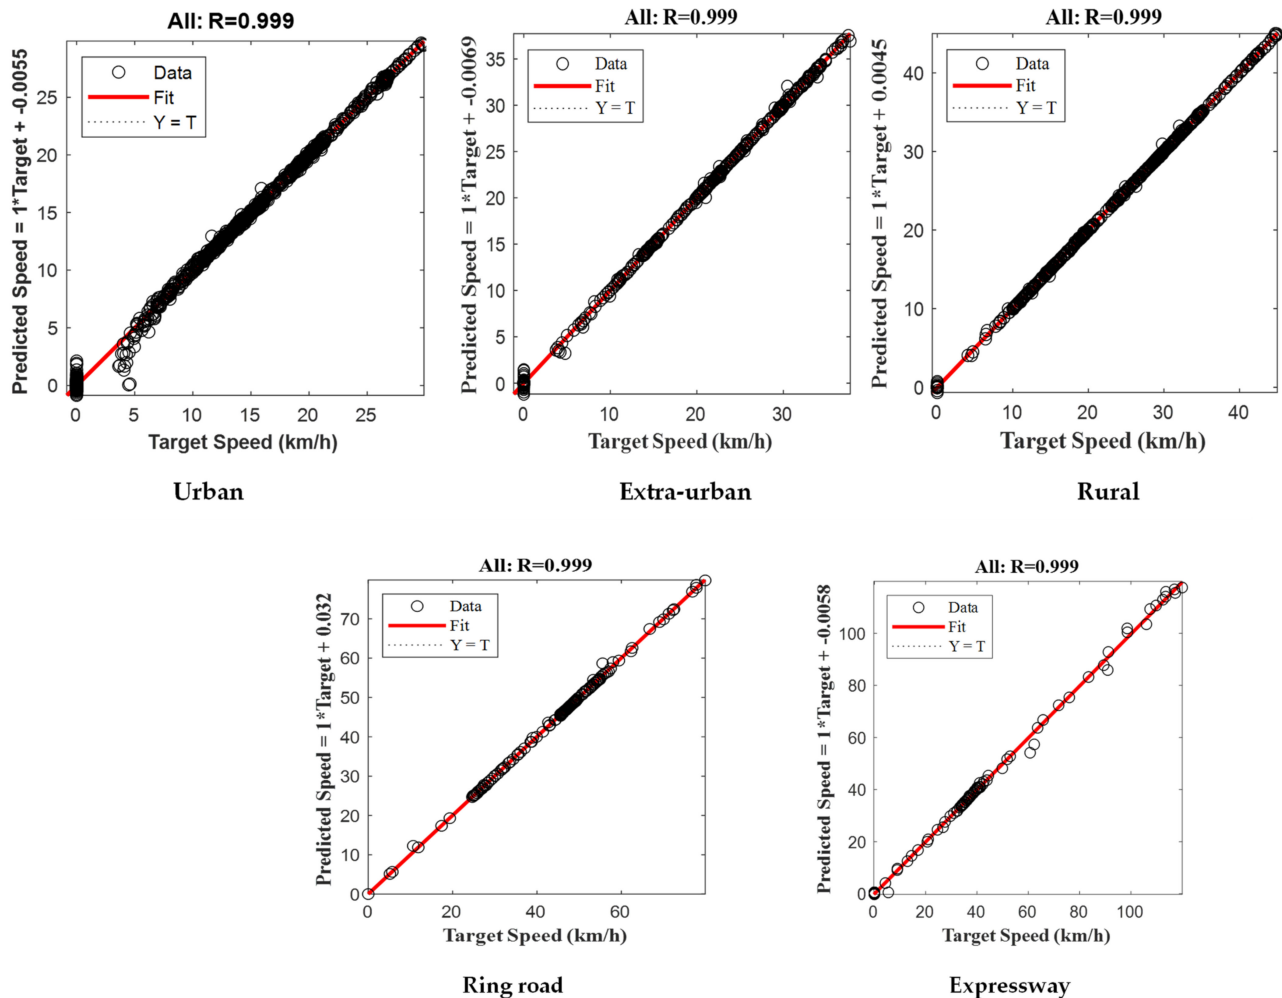 All: R=0.999
Predicted Speed = 1*Target + -0.0055
Data
Fit
Y = T
25
20
15
10
5
0
0 5 10 15 20 25
Target Speed (km/h)
Urban
All: R=0.999
Predicted Speed = 1*Target + -0.0069
Data
Fit
Y = T
35
30
25
20
15
10
5
0
0 10 20 30
Target Speed (km/h)
Extra-urban
All: R=0.999
Predicted Speed = 1*Target + 0.0045
Data
Fit
Y = T
40
30
20
10
0
0 10 20 30 40
Target Speed (km/h)
Rural
All: R=0.999
Predicted Speed = 1*Target + 0.032
Data
Fit
Y = T
70
60
50
40
30
20
10
0
0 20 40 60
Target Speed (km/h)
Ring road
All: R=0.999
Predicted Speed = 1*Target + -0.0058
Data
Fit
Y = T
100
80
60
40
20
0
0 20 40 60 80 100
Target Speed (km/h)
Expressway